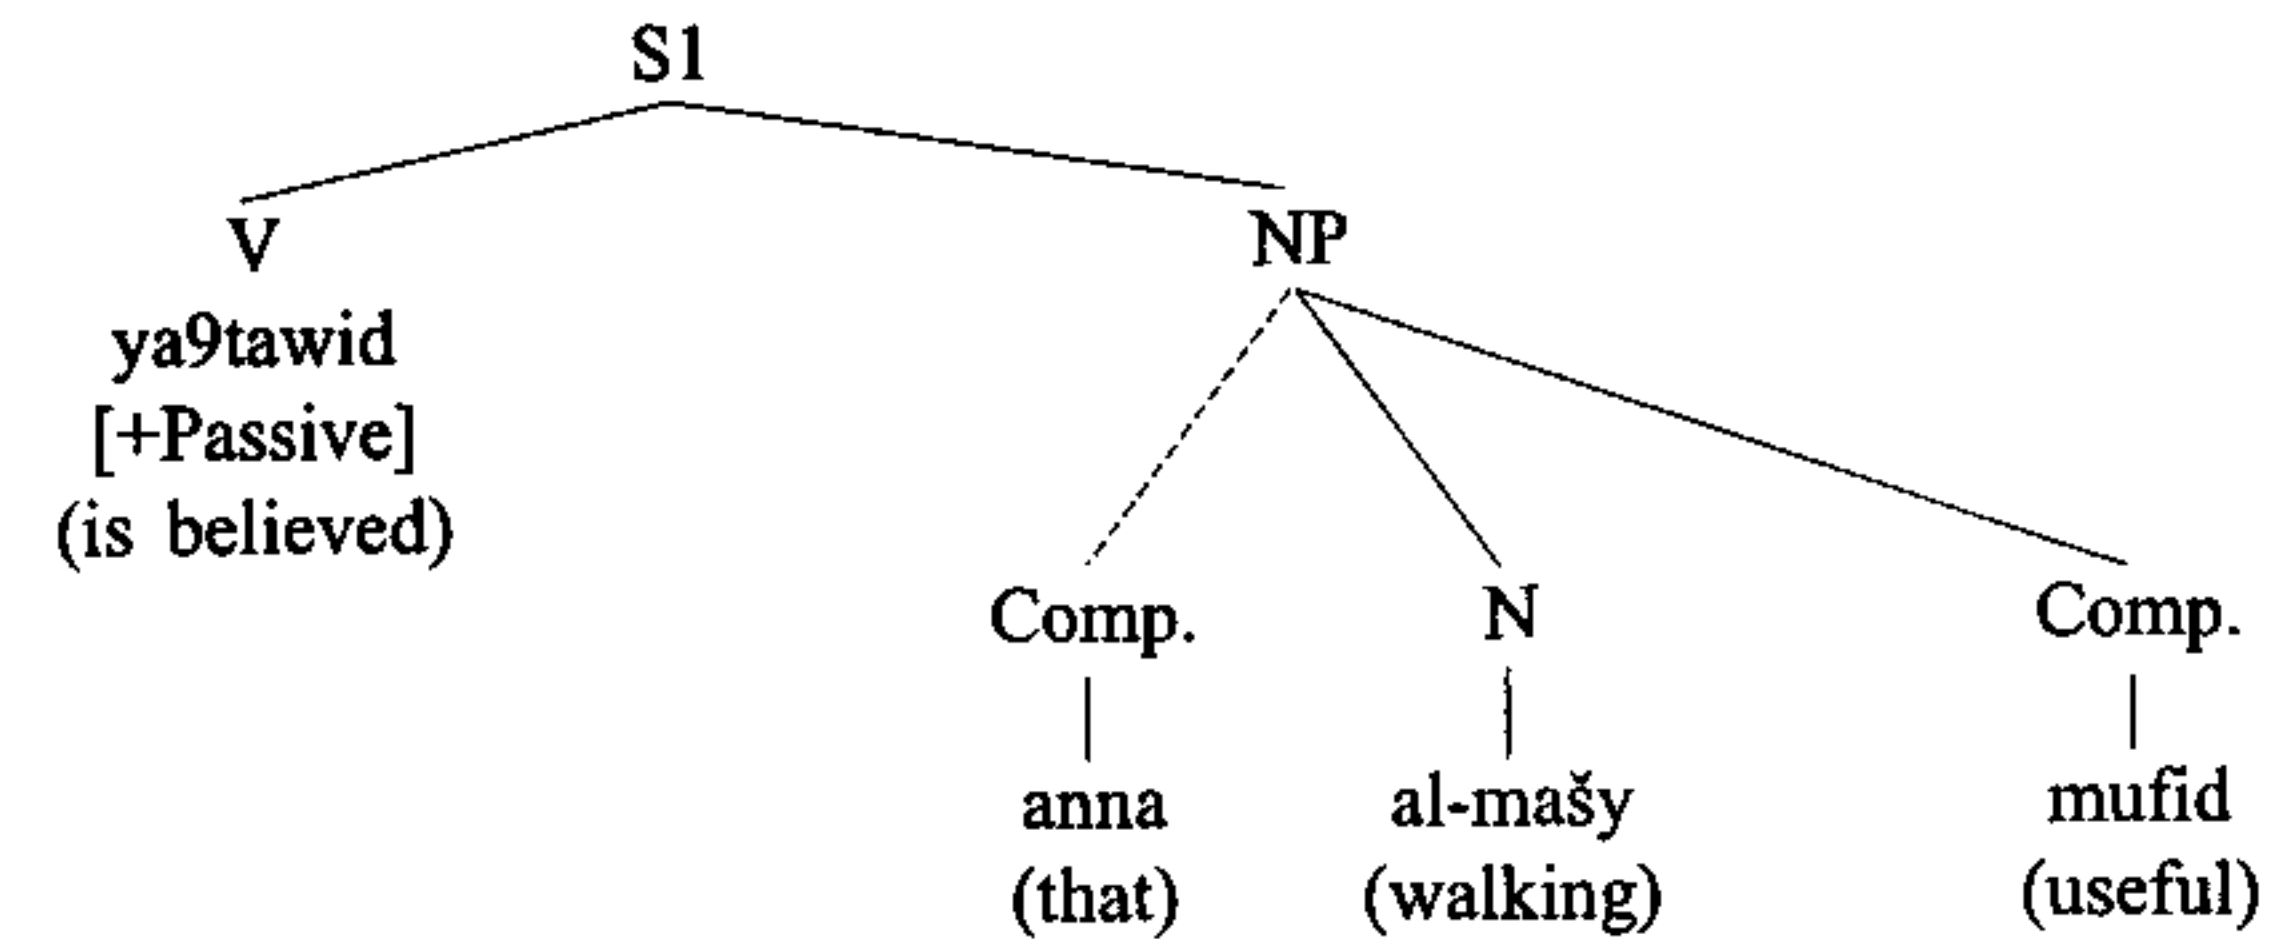 S1
V NP
ya9tawid
[+Passive]
(is believed)
Comp. N Comp.
anna al-mašy mufid
(that) (walking) (useful)